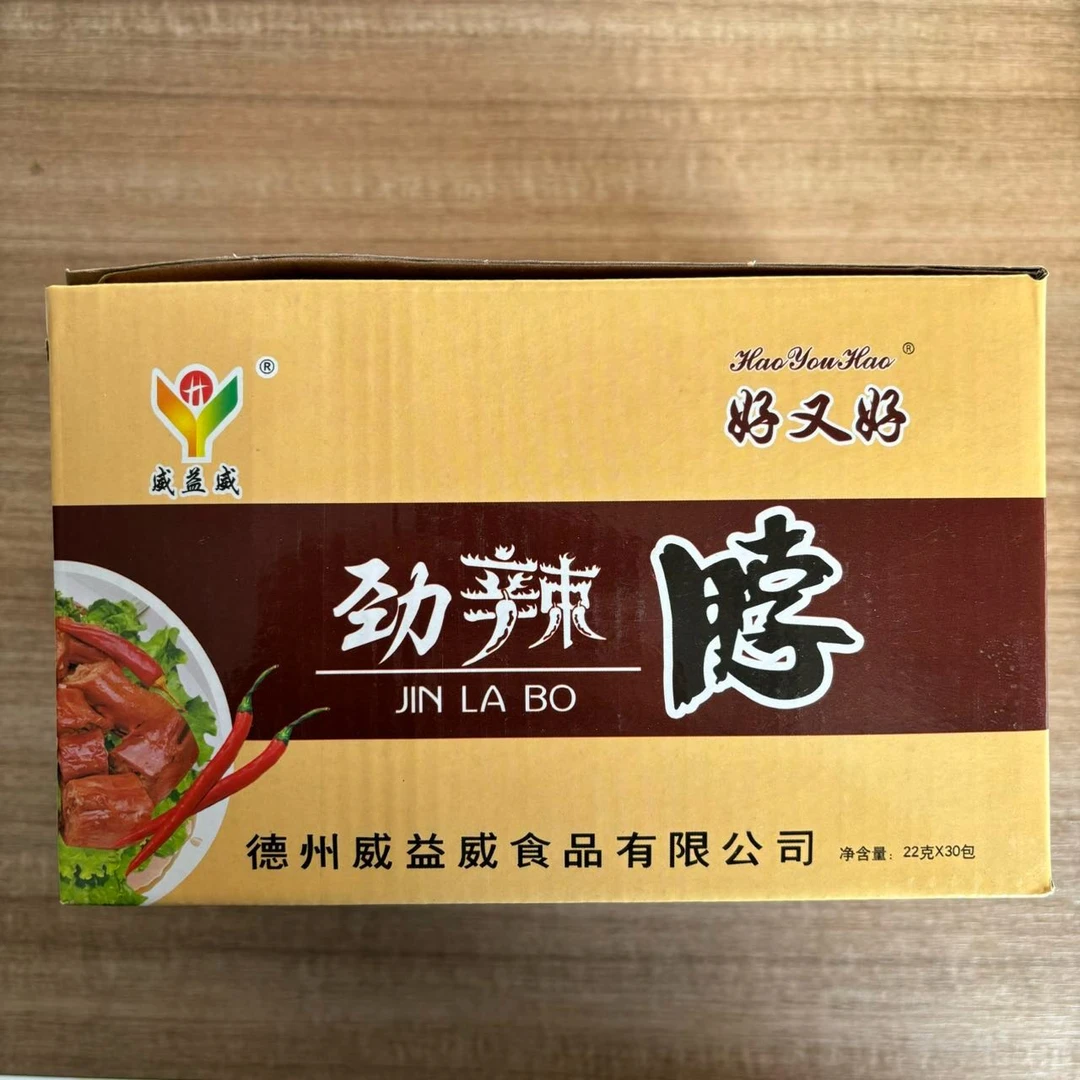 H
®
威益威
HaoYouHao®
好又好
劲辣
JIN LA BO
脖
德州威益威食品有限公司
净含量：22克X30包